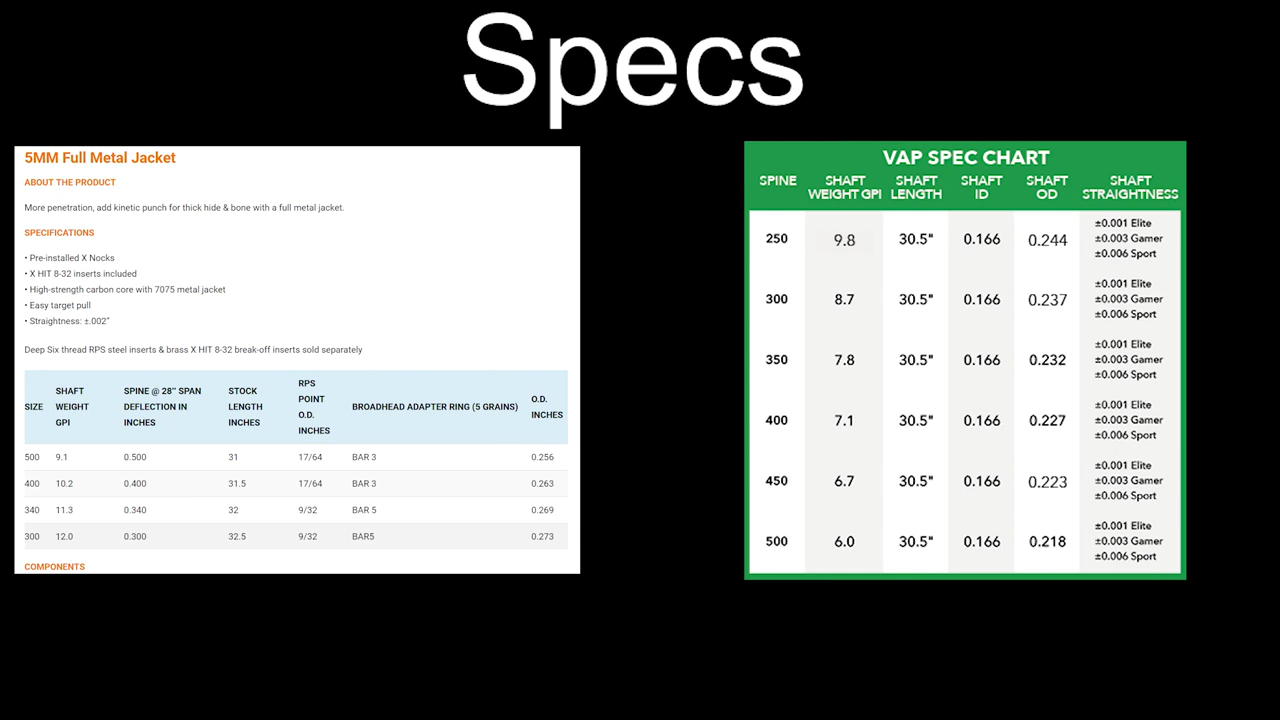 Specs
5MM Full Metal Jacket
ABOUT THE PRODUCT
More penetration, add kinetic punch for thick hide & bone with a full metal jacket.
SPECIFICATIONS
• Pre-installed X Nocks
• X HIT 8-32 inserts included
• High-strength carbon core with 7075 metal jacket
• Easy target pull
• Straightness: ±.002"
Deep Six thread RPS steel inserts & brass X HIT 8-32 break-off inserts sold separately
SIZE SHAFT WEIGHT GPI SPINE @ 28" SPAN DEFLECTION IN INCHES STOCK LENGTH INCHES RPS POINT O.D. INCHES BROADHEAD ADAPTER RING (5 GRAINS) O.D. INCHES
500 9.1 0.500 31 17/64 BAR 3 0.256
400 10.2 0.400 31.5 17/64 BAR 3 0.263
340 11.3 0.340 32 9/32 BAR 5 0.269
300 12.0 0.300 32.5 9/32 BAR5 0.273
COMPONENTS
VAP SPEC CHART
SPINE SHAFT WEIGHT GPI SHAFT LENGTH SHAFT ID SHAFT OD SHAFT STRAIGHTNESS
250 9.8 30.5" 0.166 0.244 ±0.001 Elite
±0.003 Gamer
±0.006 Sport
300 8.7 30.5" 0.166 0.237 ±0.001 Elite
±0.003 Gamer
±0.006 Sport
350 7.8 30.5" 0.166 0.232 ±0.001 Elite
±0.003 Gamer
±0.006 Sport
400 7.1 30.5" 0.166 0.227 ±0.001 Elite
±0.003 Gamer
±0.006 Sport
450 6.7 30.5" 0.166 0.223 ±0.001 Elite
±0.003 Gamer
±0.006 Sport
500 6.0 30.5" 0.166 0.218 ±0.001 Elite
±0.003 Gamer
±0.006 Sport